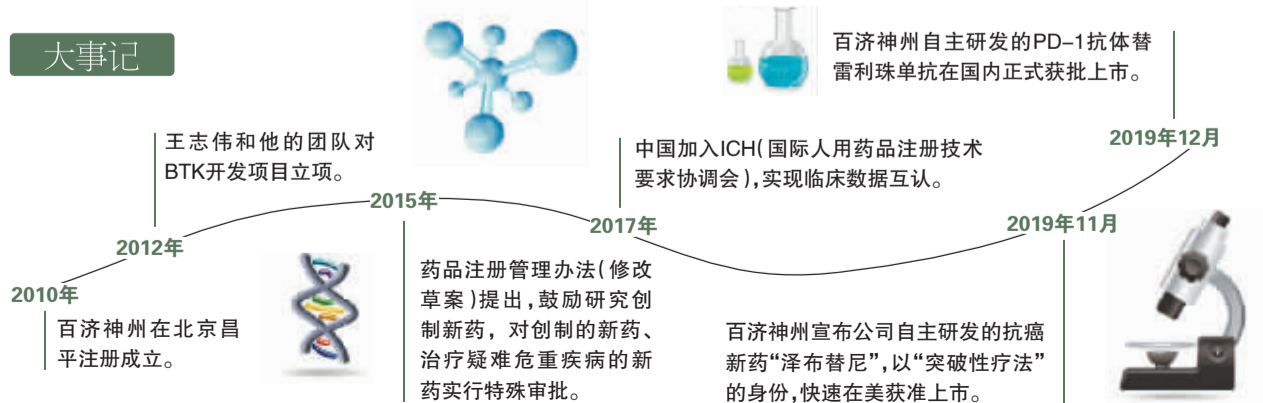 大事记
2010年
百济神州在北京昌
平注册成立。
2012年
王志伟和他的团队对
BTK开发项目立项。
2015年
药品注册管理办法(修改
草案)提出,鼓励研究创
制新药，对创制的新药、
治疗疑难危重疾病的新
药实行特殊审批。
2017年
中国加入ICH(国际人用药品注册技术
要求协调会),实现临床数据互认。
2019年11月
百济神州宣布公司自主研发的抗癌
新药“泽布替尼”,以“突破性疗法”
的身份,快速在美获准上市。
2019年12月
百济神州自主研发的PD-1抗体替
雷利珠单抗在国内正式获批上市。